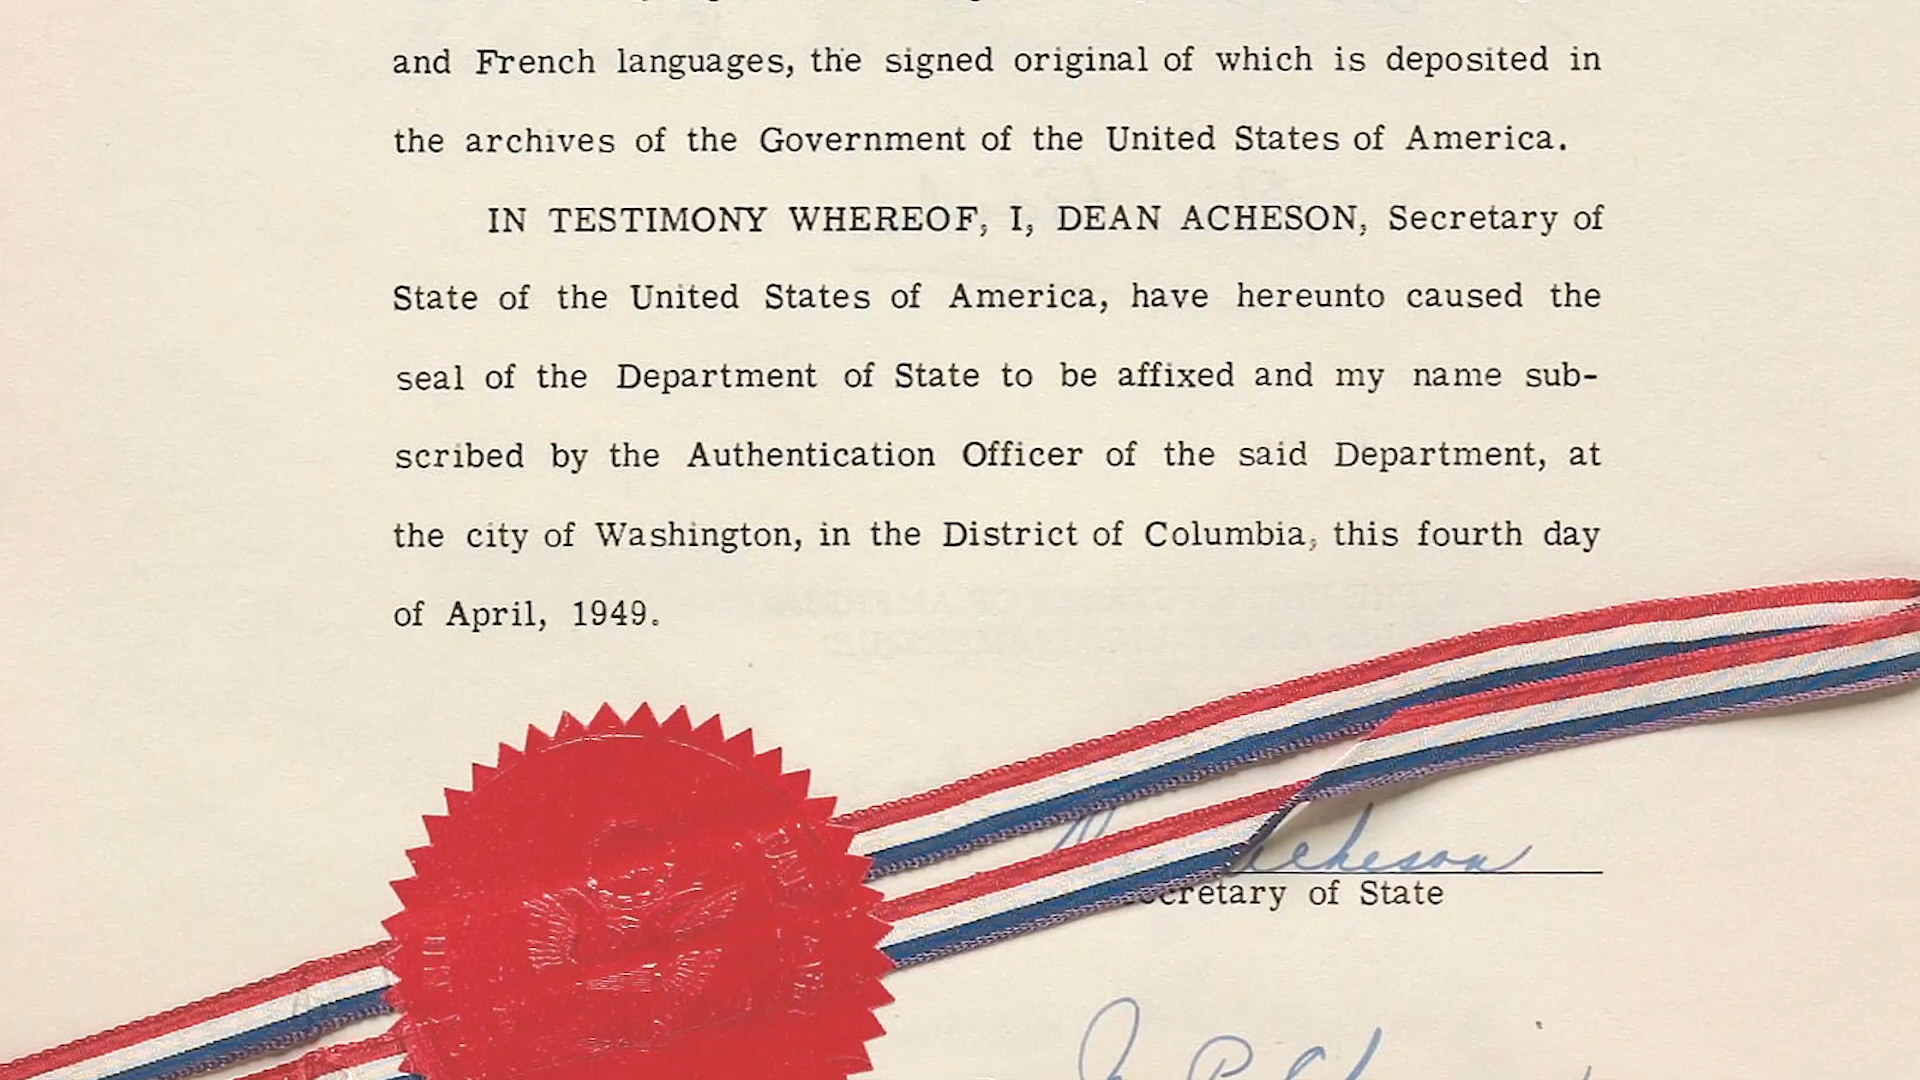 and French languages, the signed original of which is deposited in
the archives of the Government of the United States of America.
IN TESTIMONY WHEREOF, I, DEAN ACHESON, Secretary of
State of the United States of America, have hereunto caused the
seal of the Department of State to be affixed and my name sub-
scribed by the Authentication Officer of the said Department, at
the city of Washington, in the District of Columbia, this fourth day
of April, 1949.
Acheson
Secretary of State